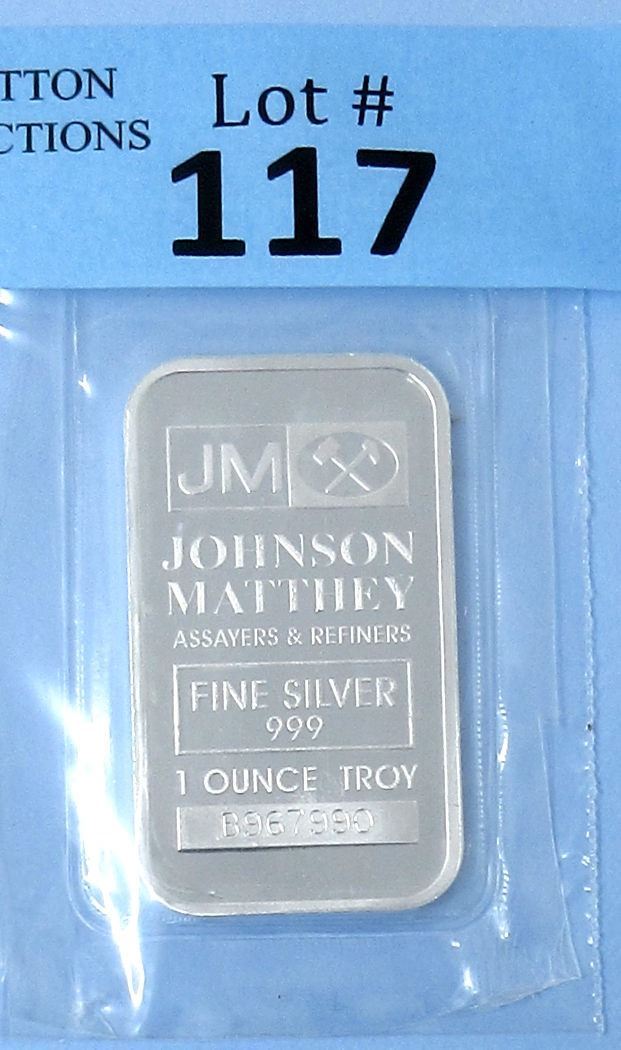 TTON
CTIONS
Lot #
117
JM
JOHNSON
MATTHEY
ASSAYERS & REFINERS
FINE SILVER
999
1 OUNCE TROY
B967990